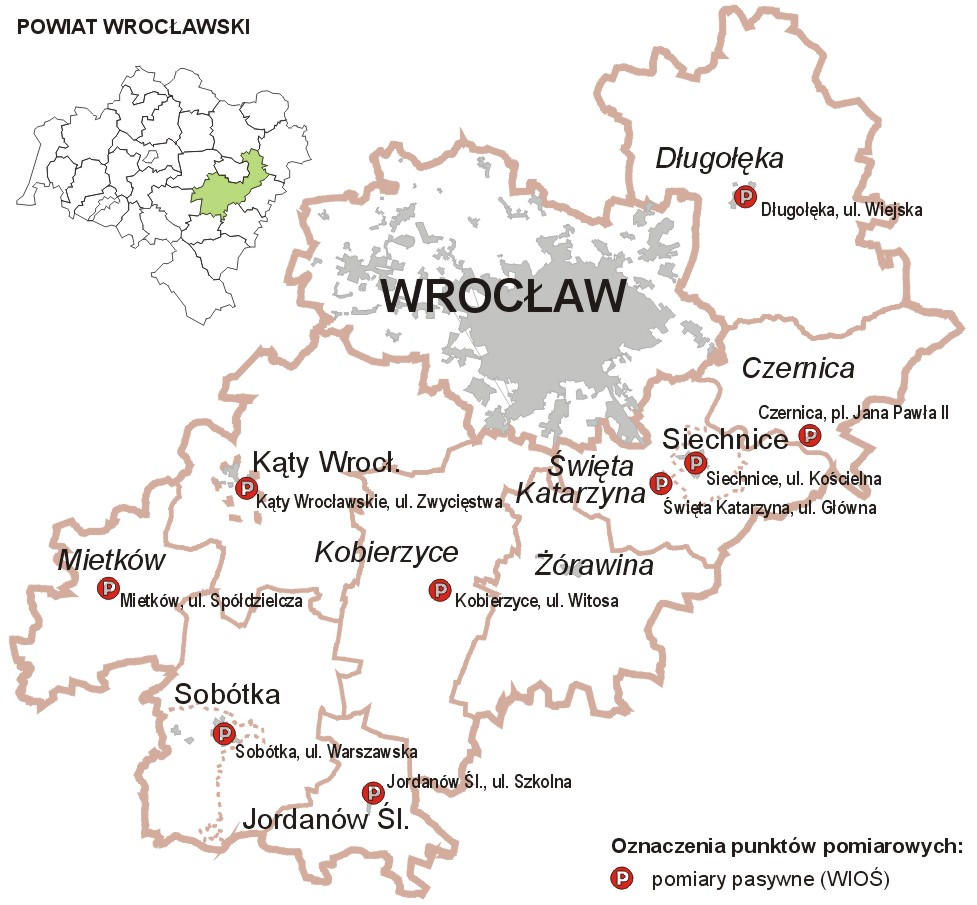 POWIAT WROCŁAWSKI
Długołęka
P
Długołęka, ul. Wiejska
WROCŁAW
Czernica
Czernica, pl. Jana Pawła II
P
Siechnice
P
Siechnice, ul. Kościelna
Święta
Katarzyna
P
Święta Katarzyna, ul. Główna
Kąty Wrocł.
P
Kąty Wrocławskie, ul. Zwycięstwa
Mietków
P
Mietków, ul. Spółdzielcza
Kobierzyce
P
Kobierzyce, ul. Witosa
Żórawina
Sobótka
P
Sobótka, ul. Warszawska
Jordanów Śl., ul. Szkolna
P
Jordanów Śl.
Oznaczenia punktów pomiarowych:
P pomiary pasywne (WIOŚ)